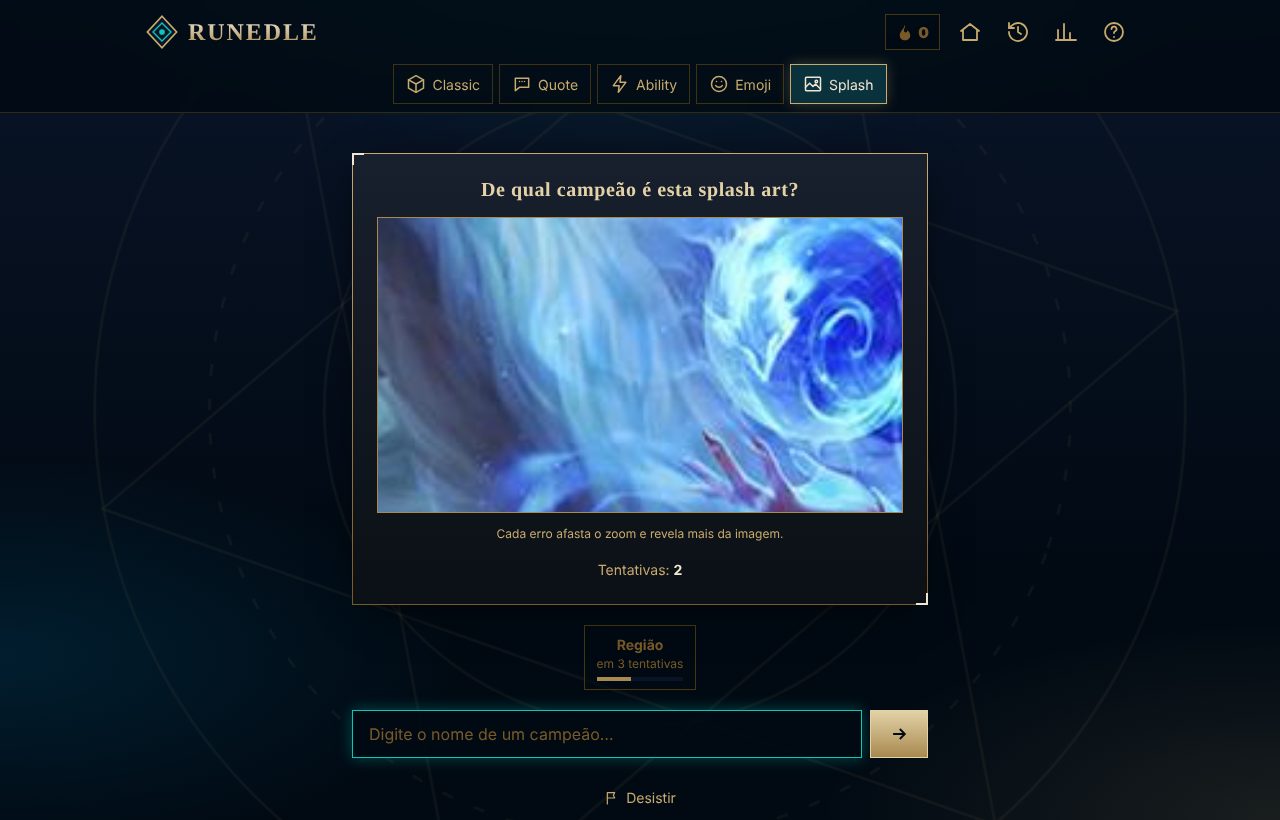 RUNEDLE
0
Classic
Quote
Ability
Emoji
Splash
De qual campeão é esta splash art?
Cada erro afasta o zoom e revela mais da imagem.
Tentativas: 2
Região
em 3 tentativas
Digite o nome de um campeão...
Desistir